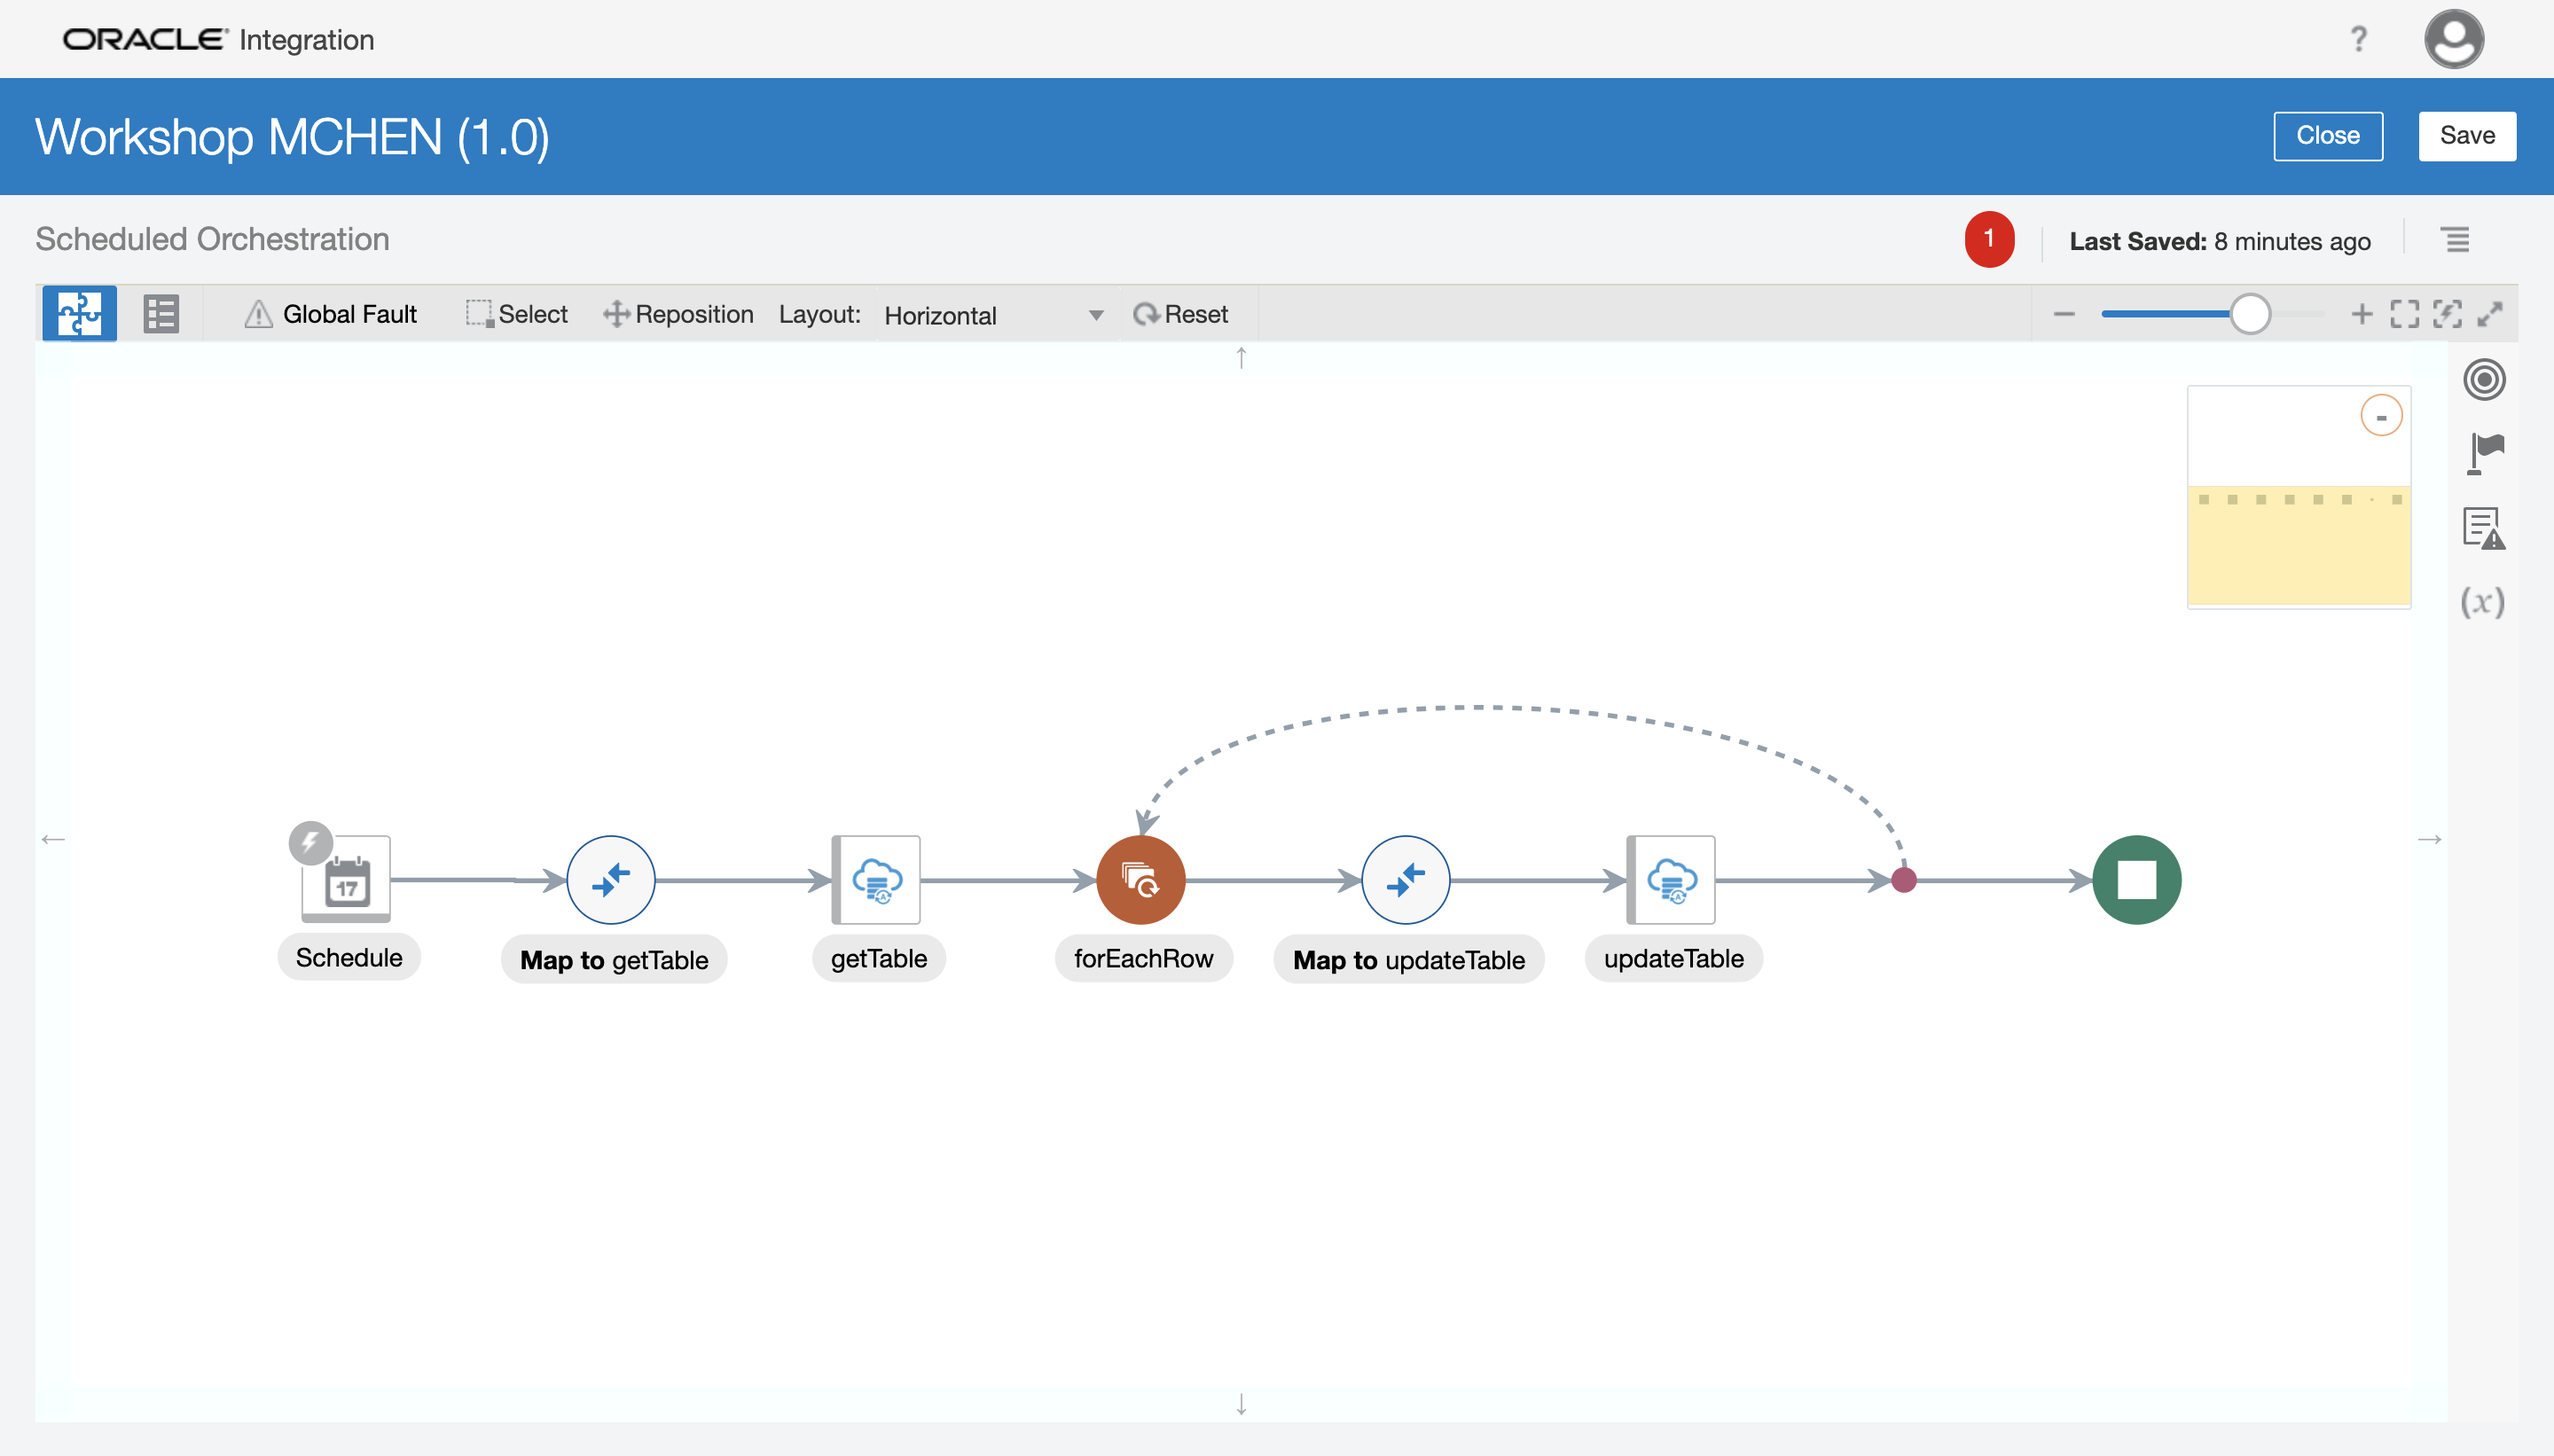 ORACLE Integration
?
Workshop MCHEN (1.0)
Close
Save
Scheduled Orchestration
1
Last Saved: 8 minutes ago
Global Fault
Select
Reposition
Layout: Horizontal
Reset
(x)
17
Schedule
Map to getTable
getTable
forEachRow
Map to updateTable
updateTable